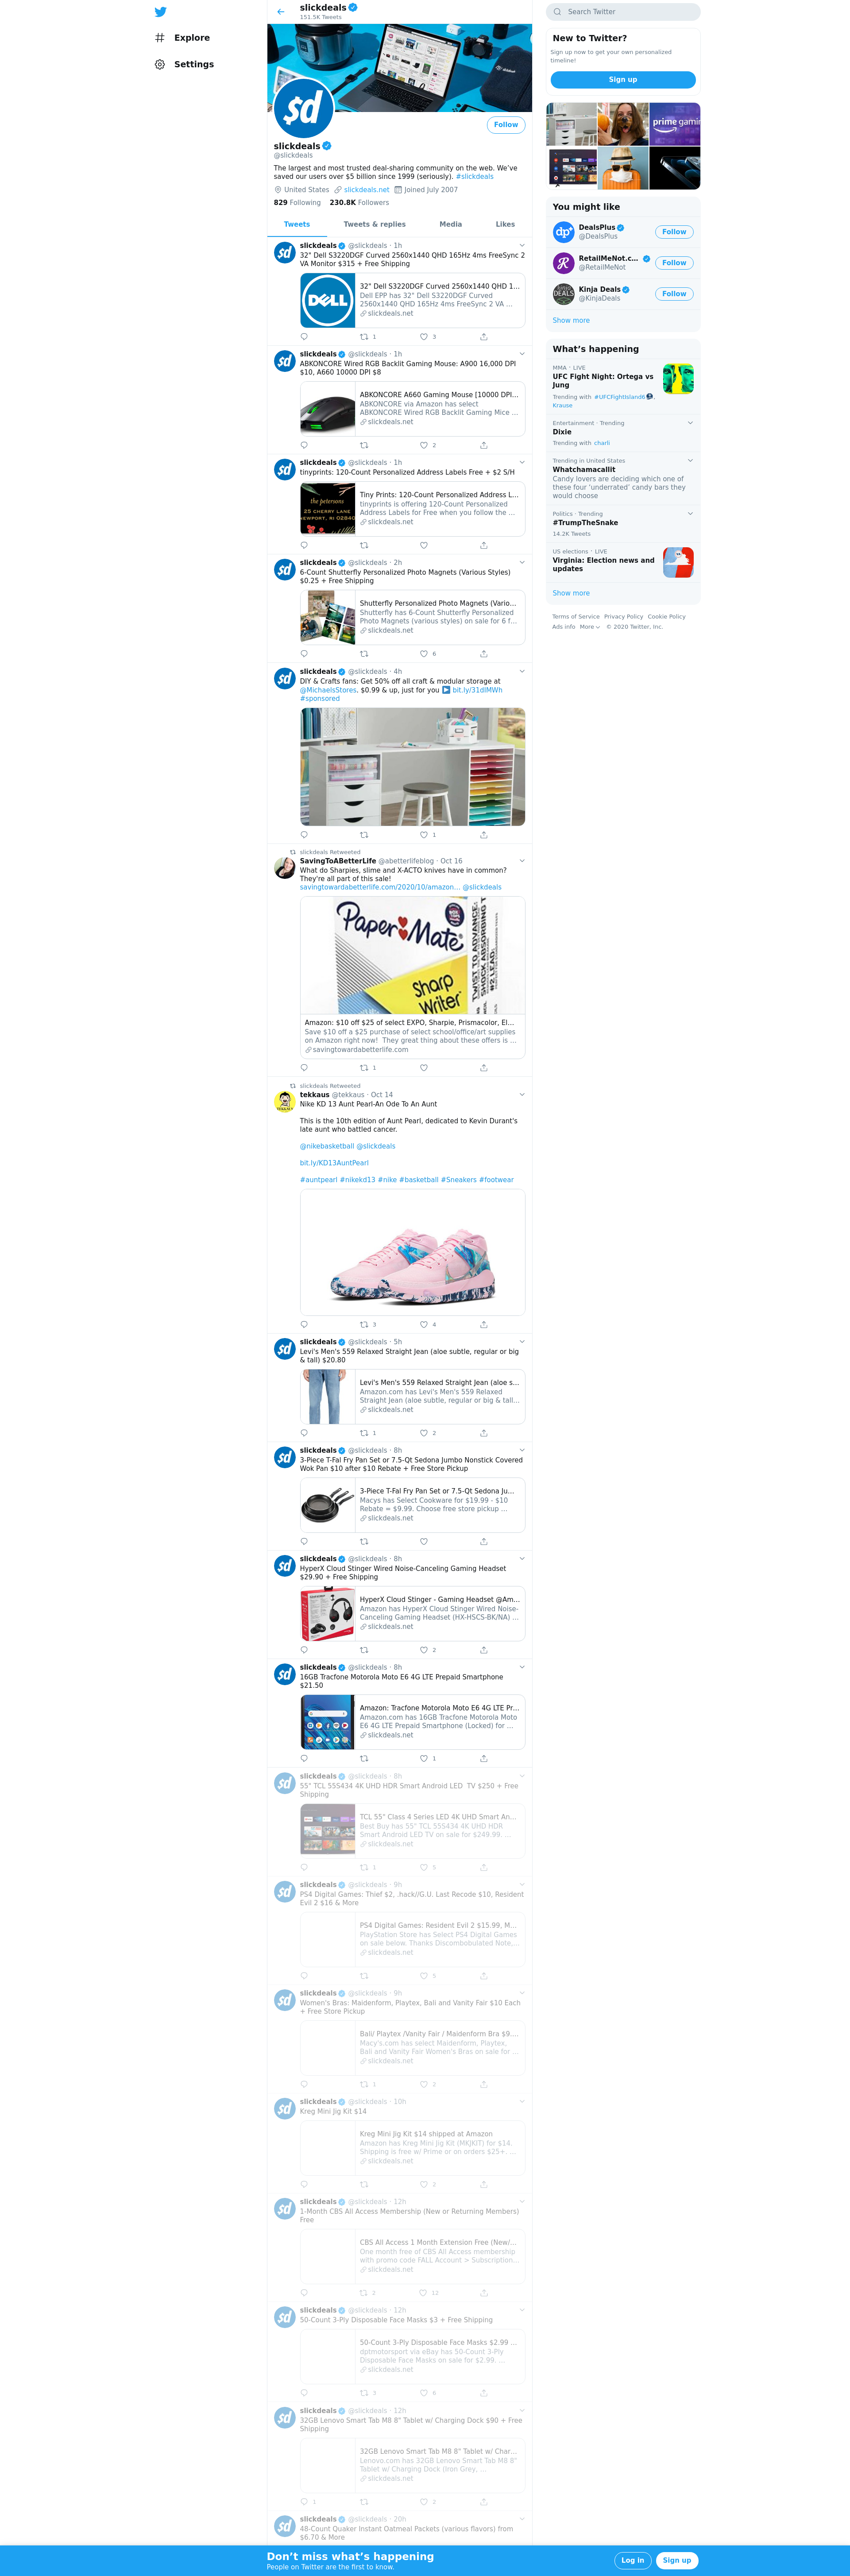 slickdeals
151.5K Tweets
Explore
Settings
Follow
slickdeals
@slickdeals
The largest and most trusted deal-sharing community on the web. We've
saved our users over $5 billion since 1999 (seriously). #slickdeals
United States slickdeals.net Joined July 2007
829 Following 230.8K Followers
Tweets Tweets & replies Media Likes
slickdeals @slickdeals · 1h
32" Dell S3220DGF Curved 2560x1440 QHD 165Hz 4ms FreeSync 2
VA Monitor $315 + Free Shipping
DELL
32" Dell S3220DGF Curved 2560x1440 QHD 1...
Dell EPP has 32" Dell S3220DGF Curved
2560x1440 QHD 165Hz 4ms FreeSync 2 VA ...
slickdeals.net
1 3
slickdeals @slickdeals · 1h
ABKONCORE Wired RGB Backlit Gaming Mouse: A900 16,000 DPI
$10, A660 10000 DPI $8
ABKONCORE A660 Gaming Mouse [10000 DPI...
ABKONCORE via Amazon has select
ABKONCORE Wired RGB Backlit Gaming Mice ...
slickdeals.net
2
slickdeals @slickdeals · 1h
tinyprints: 120-Count Personalized Address Labels Free + $2 S/H
the petersons
25 CHERRY LANE
NEWPORT, RI 02840
Tiny Prints: 120-Count Personalized Address L...
tinyprints is offering 120-Count Personalized
Address Labels for Free when you follow the ...
slickdeals.net
slickdeals @slickdeals · 2h
6-Count Shutterfly Personalized Photo Magnets (Various Styles)
$0.25 + Free Shipping
Shutterfly Personalized Photo Magnets (Vario...
Shutterfly has 6-Count Shutterfly Personalized
Photo Magnets (various styles) on sale for 6 f...
slickdeals.net
6
slickdeals @slickdeals · 4h
DIY & Crafts fans: Get 50% off all craft & modular storage at
@MichaelsStores. $0.99 & up, just for you bit.ly/31dIMWh
#sponsored
1
slickdeals Retweeted
SavingToABetterLife @abetterlifeblog · Oct 16
What do Sharpies, slime and X-ACTO knives have in common?
They're all part of this sale!
savingtowardabetterlife.com/2020/10/amazon... @slickdeals
Paper Mate
Sharp
Writer
TWIST TO ADVANCE
SHOCK ABSORBING
#2 LEAD
Amazon: $10 off $25 of select EXPO, Sharpie, Prismacolor, El...
Save $10 off a $25 purchase of select school/office/art supplies
on Amazon right now! They great thing about these offers is ...
savingtowardabetterlife.com
1
slickdeals Retweeted
tekkaus @tekkaus · Oct 14
Nike KD 13 Aunt Pearl-An Ode To An Aunt
This is the 10th edition of Aunt Pearl, dedicated to Kevin Durant's
late aunt who battled cancer.
@nikebasketball @slickdeals
bit.ly/KD13AuntPearl
#auntpearl #nikekd13 #nike #basketball #Sneakers #footwear
3 4
slickdeals @slickdeals · 5h
Levi's Men's 559 Relaxed Straight Jean (aloe subtle, regular or big
& tall) $20.80
Levi's Men's 559 Relaxed Straight Jean (aloe s...
Amazon.com has Levi's Men's 559 Relaxed
Straight Jean (aloe subtle, regular or big & tall...
slickdeals.net
1 2
slickdeals @slickdeals · 8h
3-Piece T-Fal Fry Pan Set or 7.5-Qt Sedona Jumbo Nonstick Covered
Wok Pan $10 after $10 Rebate + Free Store Pickup
3-Piece T-Fal Fry Pan Set or 7.5-Qt Sedona Ju...
Macys has Select Cookware for $19.99 - $10
Rebate = $9.99. Choose free store pickup ...
slickdeals.net
slickdeals @slickdeals · 8h
HyperX Cloud Stinger Wired Noise-Canceling Gaming Headset
$29.90 + Free Shipping
HyperX Cloud Stinger - Gaming Headset @Am...
Amazon has HyperX Cloud Stinger Wired Noise-
Canceling Gaming Headset (HX-HSCS-BK/NA) ...
slickdeals.net
2
slickdeals @slickdeals · 8h
16GB Tracfone Motorola Moto E6 4G LTE Prepaid Smartphone
$21.50
Amazon: Tracfone Motorola Moto E6 4G LTE Pr...
Amazon.com has 16GB Tracfone Motorola Moto
E6 4G LTE Prepaid Smartphone (Locked) for ...
slickdeals.net
1
slickdeals @slickdeals · 8h
55" TCL 55S434 4K UHD HDR Smart Android LED TV $250 + Free
Shipping
TCL 55" Class 4 Series LED 4K UHD Smart An...
Best Buy has 55" TCL 55S434 4K UHD HDR
Smart Android LED TV on sale for $249.99. ...
slickdeals.net
1 5
slickdeals @slickdeals · 9h
PS4 Digital Games: Thief $2, .hack//G.U. Last Recode $10, Resident
Evil 2 $16 & More
PS4 Digital Games: Resident Evil 2 $15.99, M...
PlayStation Store has Select PS4 Digital Games
on sale below. Thanks Discombobulated Note,...
slickdeals.net
5
slickdeals @slickdeals · 9h
Women's Bras: Maidenform, Playtex, Bali and Vanity Fair $10 Each
+ Free Store Pickup
Bali/ Playtex /Vanity Fair / Maidenform Bra $9....
Macy's.com has select Maidenform, Playtex,
Bali and Vanity Fair Women's Bras on sale for ...
slickdeals.net
1 2
slickdeals @slickdeals · 10h
Kreg Mini Jig Kit $14
Kreg Mini Jig Kit $14 shipped at Amazon
Amazon has Kreg Mini Jig Kit (MKJKIT) for $14.
Shipping is free w/ Prime or on orders $25+. ...
slickdeals.net
2
slickdeals @slickdeals · 12h
1-Month CBS All Access Membership (New or Returning Members)
Free
CBS All Access 1 Month Extension Free (New/...
One month free of CBS All Access membership
with promo code FALL Account > Subscription...
slickdeals.net
2 22
slickdeals @slickdeals · 12h
50-Count 3-Ply Disposable Face Masks $3 + Free Shipping
50-Count 3-Ply Disposable Face Masks $2.99 ...
dptmotorsport via eBay has 50-Count 3-Ply
Disposable Face Masks on sale for $2.99. ...
slickdeals.net
3 6
slickdeals @slickdeals · 12h
32GB Lenovo Smart Tab M8 8" Tablet w/ Charging Dock $90 + Free
Shipping
32GB Lenovo Smart Tab M8 8" Tablet w/ Char...
Lenovo.com has 32GB Lenovo Smart Tab M8 8"
Tablet w/ Charging Dock (Iron Grey, ...
slickdeals.net
1 2
slickdeals @slickdeals · 20h
48-Count Quaker Instant Oatmeal Packets (various flavors) from
$6.70 & More
Search Twitter
New to Twitter?
Sign up now to get your own personalized
timeline!
Sign up
prime gaming
You might like
DealsPlus
@DealsPlus
Follow
RetailMeNot.c...
@RetailMeNot
Follow
Kinja Deals
@KinjaDeals
Follow
Show more
What's happening
MMA · LIVE
UFC Fight Night: Ortega vs
Jung
Trending with #UFCFightIsland6,
Krause
Entertainment · Trending
Dixie
Trending with charli
Trending in United States
Whatchamacallit
Candy lovers are deciding which one of
these four 'underrated' candy bars they
would choose
Politics · Trending
#TrumpTheSnake
14.2K Tweets
US elections · LIVE
Virginia: Election news and
updates
Show more
Terms of Service Privacy Policy Cookie Policy
Ads info More © 2020 Twitter, Inc.
Don't miss what's happening
People on Twitter are the first to know.
Log in Sign up